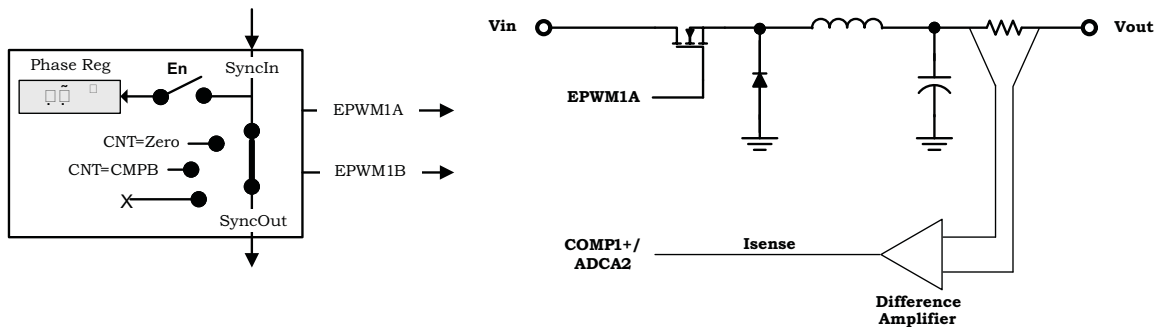 Phase Reg
En
SyncIn
CNT=Zero
CNT=CMPB
X
SyncOut
EPWM1A
EPWM1B
Vin
Vout
EPWM1A
COMP1+/
ADCA2
Isense
Difference
Amplifier